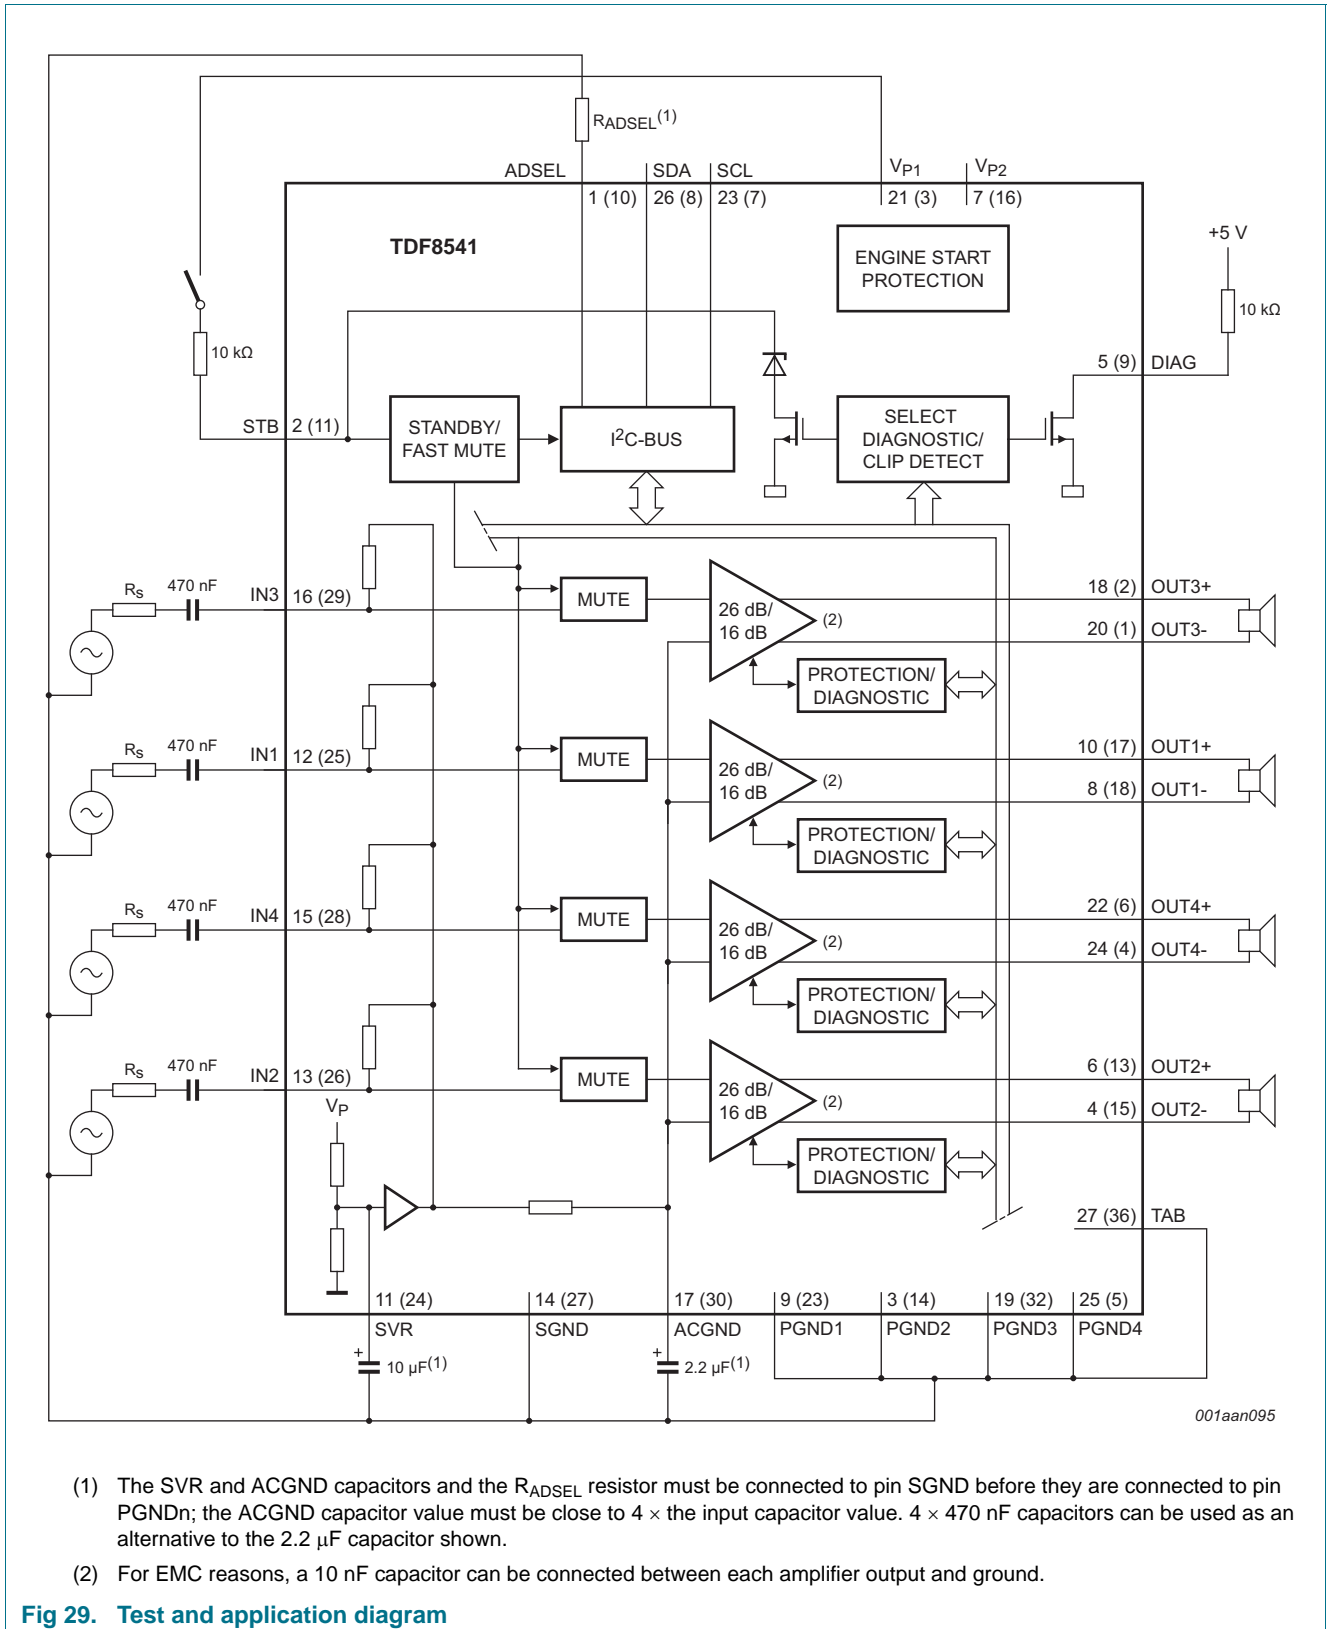 R_ADSEL(1)
ADSEL SDA SCL V_P1 V_P2
1 (10) 26 (8) 23 (7) 21 (3) 7 (16)
TDF8541
ENGINE START
PROTECTION
+5 V
10 kΩ
10 kΩ
5 (9) DIAG
STB 2 (11)
STANDBY/
FAST MUTE
I²C-BUS
SELECT
DIAGNOSTIC/
CLIP DETECT
Rs 470 nF IN3 16 (29)
MUTE
26 dB/
16 dB
(2)
18 (2) OUT3+
20 (1) OUT3-
PROTECTION/
DIAGNOSTIC
Rs 470 nF IN1 12 (25)
MUTE
26 dB/
16 dB
(2)
10 (17) OUT1+
8 (18) OUT1-
PROTECTION/
DIAGNOSTIC
Rs 470 nF IN4 15 (28)
MUTE
26 dB/
16 dB
(2)
22 (6) OUT4+
24 (4) OUT4-
PROTECTION/
DIAGNOSTIC
Rs 470 nF IN2 13 (26)
MUTE
26 dB/
16 dB
(2)
6 (13) OUT2+
4 (15) OUT2-
PROTECTION/
DIAGNOSTIC
V_P
27 (36) TAB
11 (24) 14 (27) 17 (30) 9 (23) 3 (14) 19 (32) 25 (5)
SVR SGND ACGND PGND1 PGND2 PGND3 PGND4
+ 10 μF(1)
+ 2.2 μF(1)
001aan095
(1) The SVR and ACGND capacitors and the R_ADSEL resistor must be connected to pin SGND before they are connected to pin
PGNDn; the ACGND capacitor value must be close to 4 × the input capacitor value. 4 × 470 nF capacitors can be used as an
alternative to the 2.2 μF capacitor shown.
(2) For EMC reasons, a 10 nF capacitor can be connected between each amplifier output and ground.
Fig 29. Test and application diagram